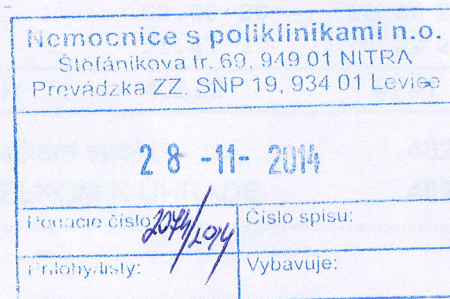 Nemocnice s poliklinikami n.o.
Štefánikova tr. 69, 949 01 NITRA
Prevádzka ZZ. SNP 19, 934 01 Levice
28 -11- 2014
Podacie číslo: 2074/2014
Číslo spisu:
Prílohy/listy:
Vybavuje: